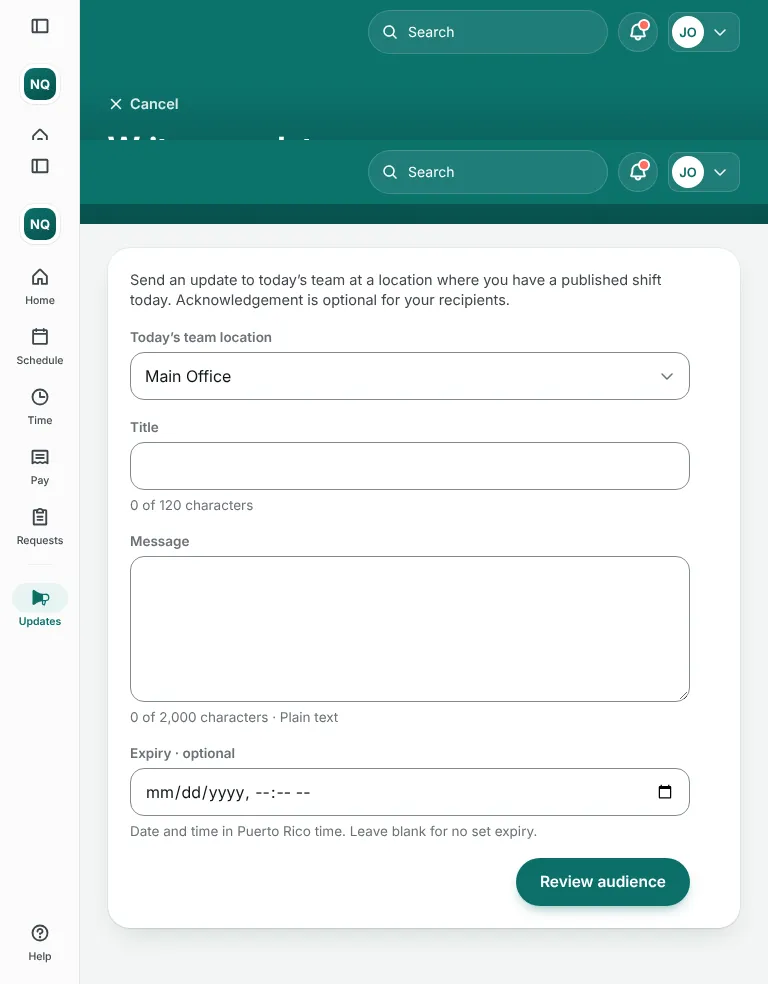 Search
JO
NQ
Cancel
Search
JO
NQ
Home
Schedule
Time
Pay
Requests
Updates
Help
Send an update to today’s team at a location where you have a published shift
today. Acknowledgement is optional for your recipients.
Today’s team location
Main Office
Title
0 of 120 characters
Message
0 of 2,000 characters · Plain text
Expiry · optional
mm/dd/yyyy, --:-- --
Date and time in Puerto Rico time. Leave blank for no set expiry.
Review audience